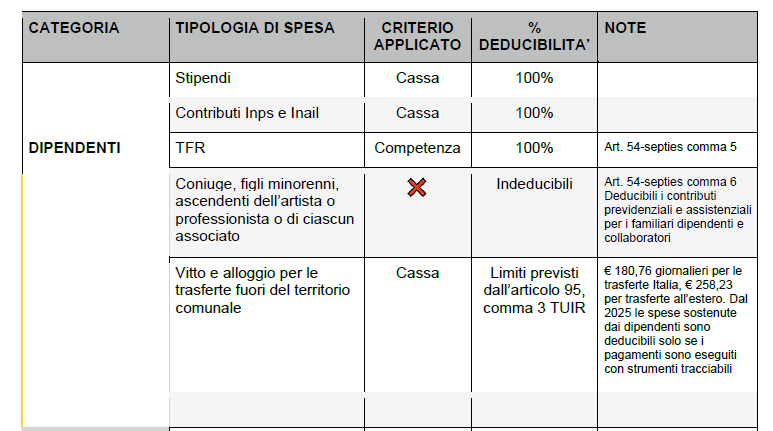 CATEGORIA
TIPOLOGIA DI SPESA
CRITERIO
APPLICATO
%
DEDUCIBILITA’
NOTE
DIPENDENTI
Stipendi
Cassa
100%
Contributi Inps e Inail
Cassa
100%
TFR
Competenza
100%
Art. 54-septies comma 5
Coniuge, figli minorenni,
ascendenti dell’artista o
professionista o di ciascun
associato
Indeducibili
Art. 54-septies comma 6
Deducibili i contributi
previdenziali e assistenziali
per i familiari dipendenti e
collaboratori
Vitto e alloggio per le
trasferte fuori del territorio
comunale
Cassa
Limiti previsti
dall’articolo 95,
comma 3 TUIR
€ 180,76 giornalieri per le
trasferte Italia, € 258,23
per trasferte all’estero. Dal
2025 le spese sostenute
dai dipendenti sono
deducibili solo se i
pagamenti sono eseguiti
con strumenti tracciabili